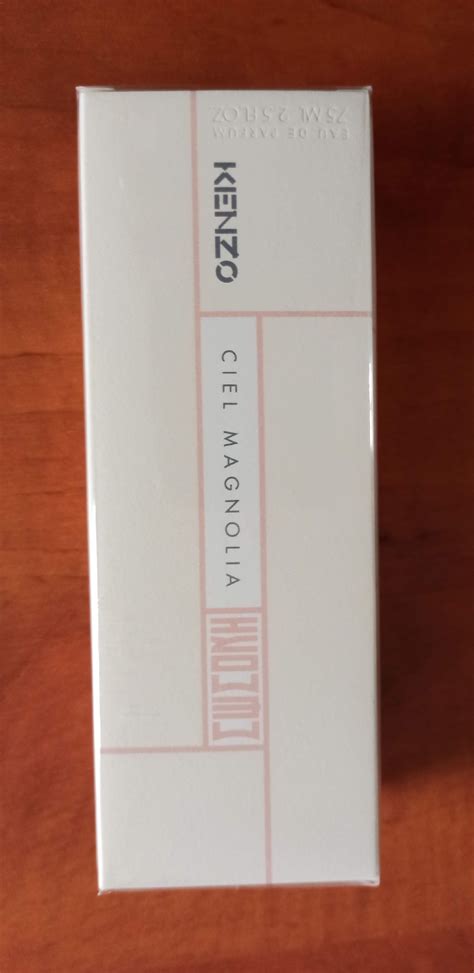 EAU DE PARFUM
75ML 2.5FL.OZ
KENZO
CIEL MAGNOLIA